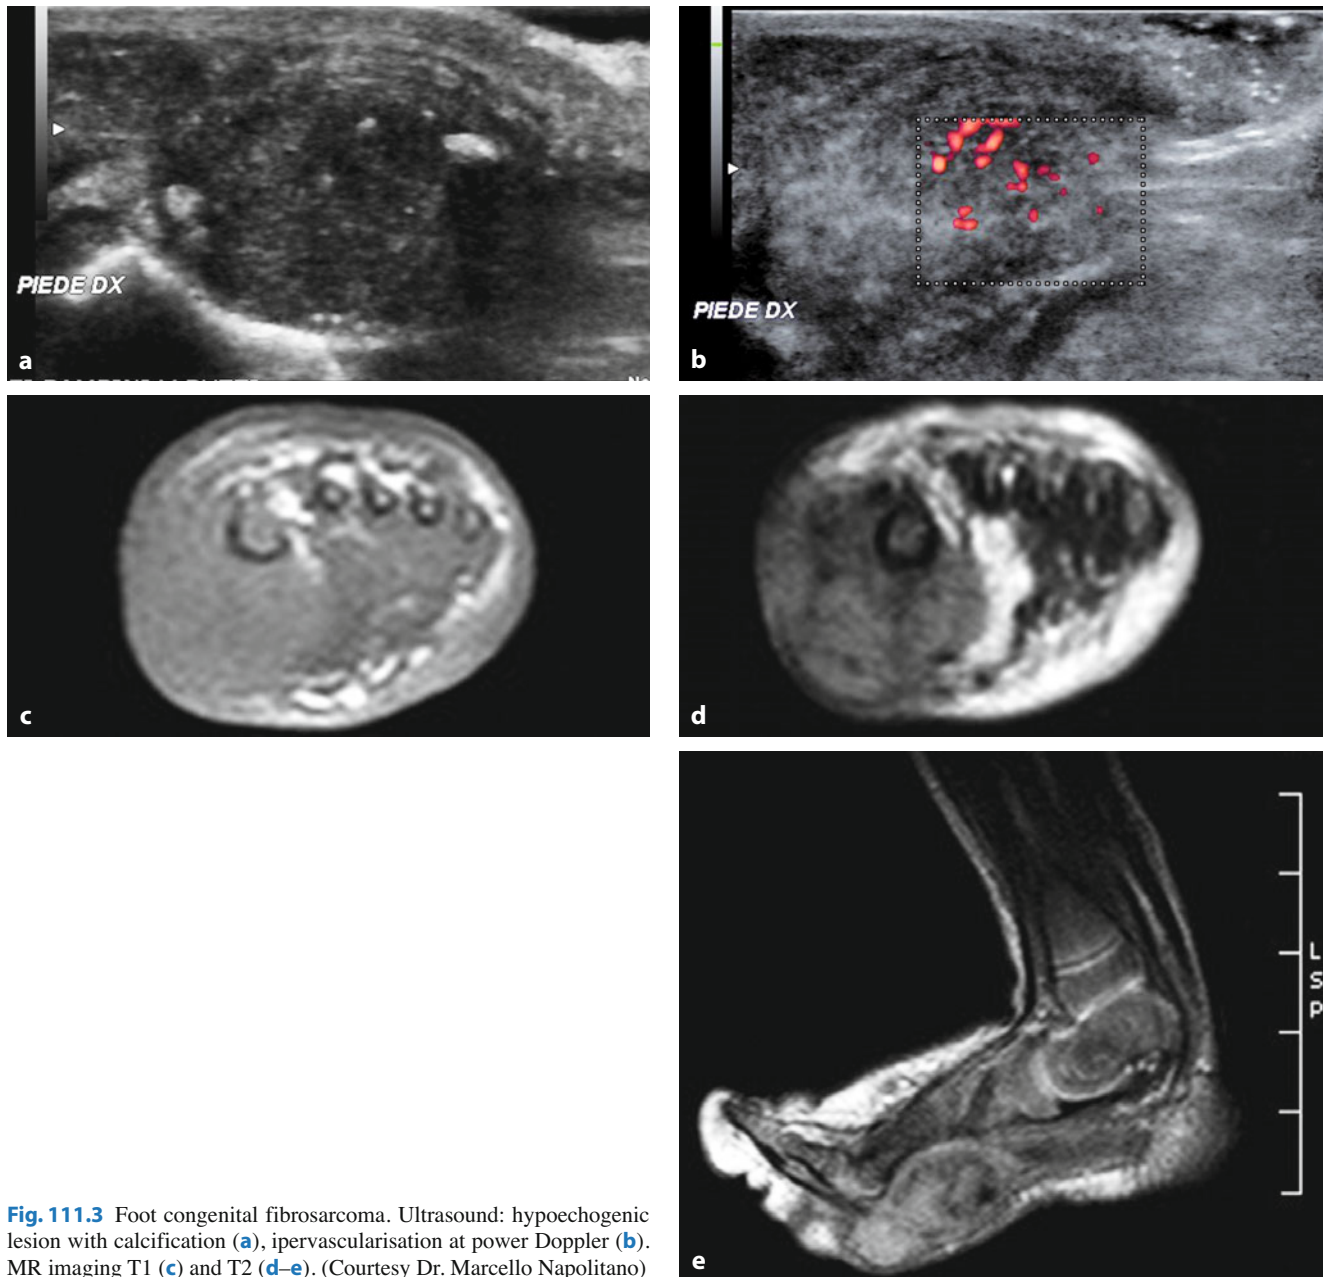 PIEDE DX
a
PIEDE DX
b
c
d
L
S
P
e
Fig. 111.3 Foot congenital fibrosarcoma. Ultrasound: hypoechogenic
lesion with calcification (a), ipervascularisation at power Doppler (b).
MR imaging T1 (c) and T2 (d–e). (Courtesy Dr. Marcello Napolitano)